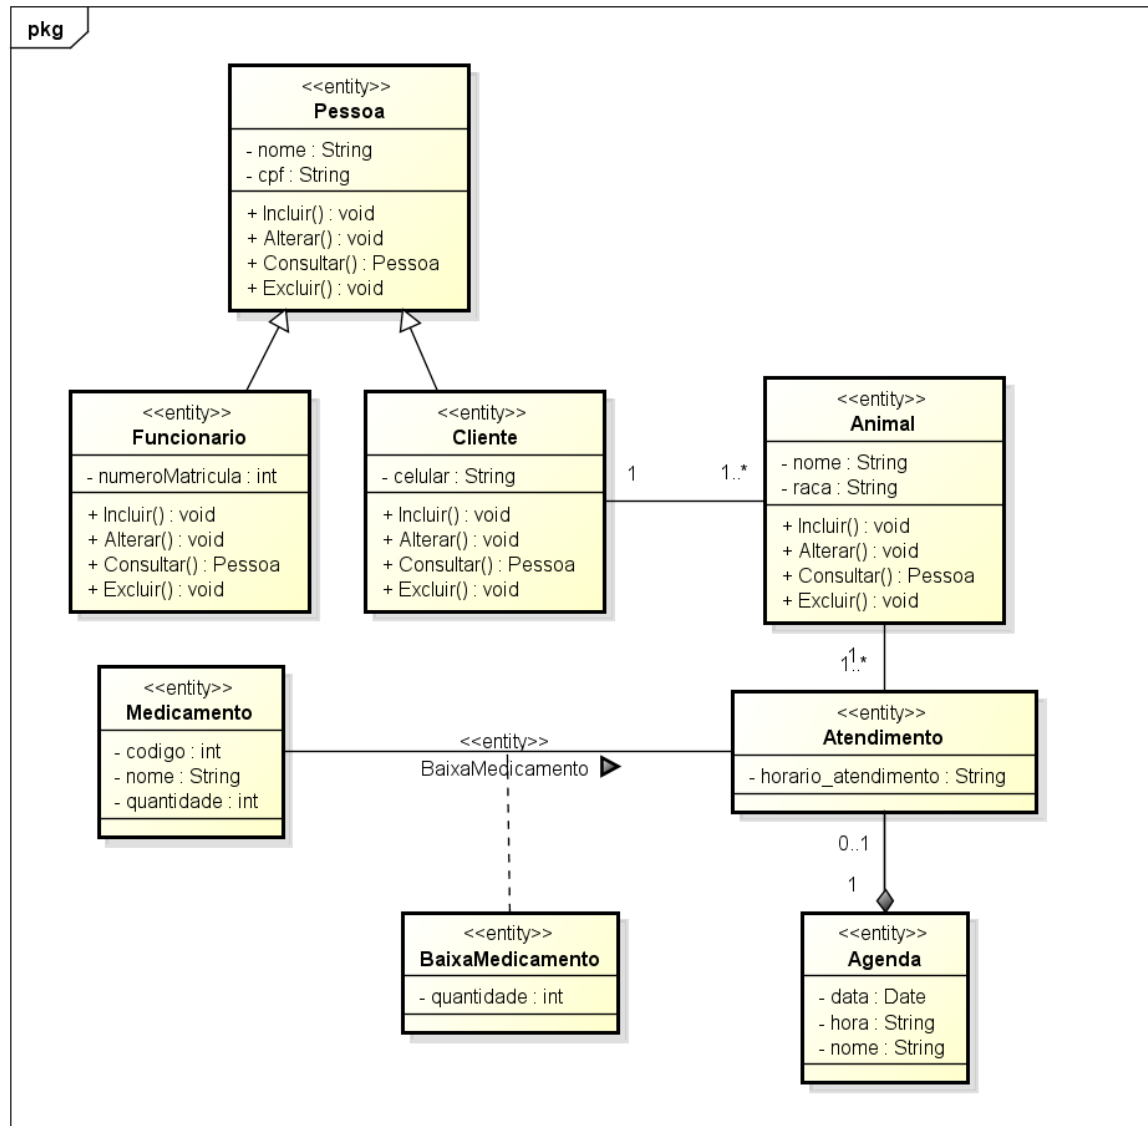 pkg
<<entity>>
Pessoa
- nome : String
- cpf : String
+ Incluir() : void
+ Alterar() : void
+ Consultar() : Pessoa
+ Excluir() : void
<<entity>>
Funcionario
- numeroMatricula : int
+ Incluir() : void
+ Alterar() : void
+ Consultar() : Pessoa
+ Excluir() : void
<<entity>>
Cliente
- celular : String
+ Incluir() : void
+ Alterar() : void
+ Consultar() : Pessoa
+ Excluir() : void
1
1..*
<<entity>>
Animal
- nome : String
- raca : String
+ Incluir() : void
+ Alterar() : void
+ Consultar() : Pessoa
+ Excluir() : void
1
1..*
<<entity>>
Medicamento
- codigo : int
- nome : String
- quantidade : int
<<entity>>
BaixaMedicamento
<<entity>>
Atendimento
- horario_atendimento : String
0..1
1
<<entity>>
BaixaMedicamento
- quantidade : int
<<entity>>
Agenda
- data : Date
- hora : String
- nome : String